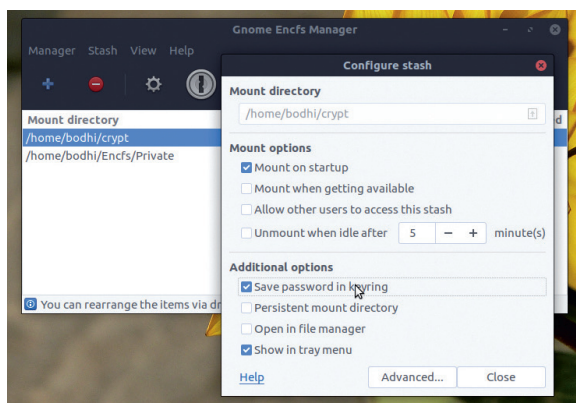 Gnome Encfs Manager
Manager Stash View Help
Mount directory
/home/bodhi/crypt
/home/bodhi/Encfs/Private
You can rearrange the items via dr
Configure stash
Mount directory
/home/bodhi/crypt
Mount options
Mount on startup
Mount when getting available
Allow other users to access this stash
Unmount when idle after 5 − + minute(s)
Additional options
Save password in keyring
Persistent mount directory
Open in file manager
Show in tray menu
Help Advanced... Close